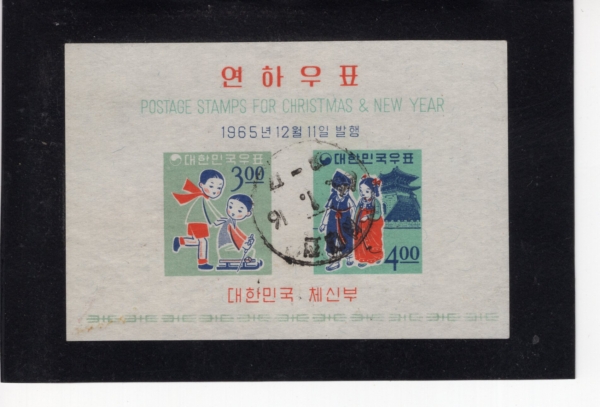 연하우표
POSTAGE STAMPS FOR CHRISTMAS & NEW YEAR
1965년 12월 11일 발행
대한민국우표
3.00
대한민국우표
4.00
대한민국 체신부